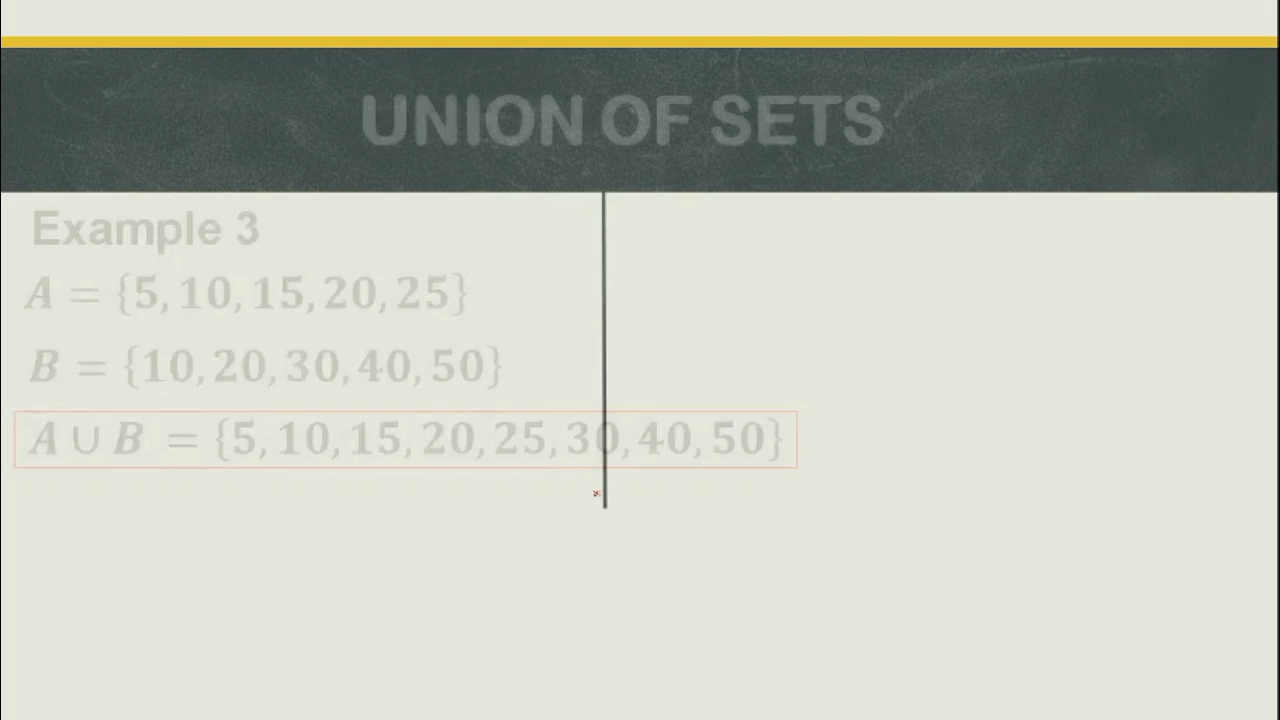 UNION OF SETS
Example 3
A = {5, 10, 15, 20, 25}
B = {10, 20, 30, 40, 50}
A ∪ B = {5, 10, 15, 20, 25, 30, 40, 50}